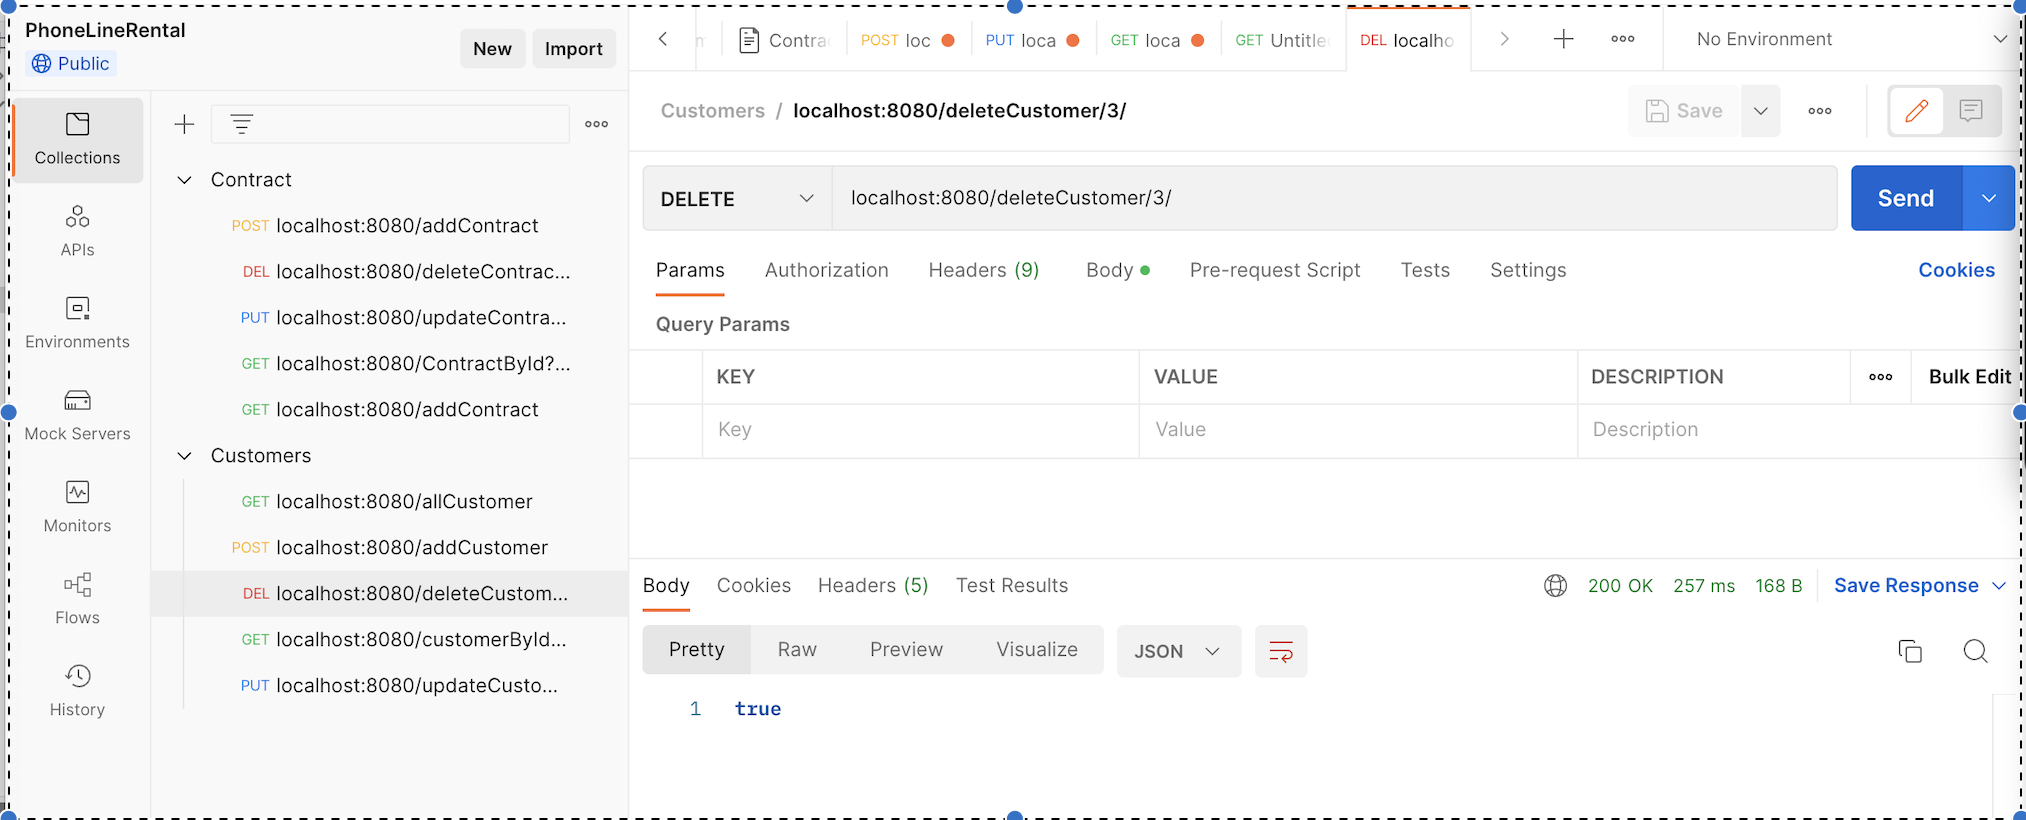 PhoneLineRental
Public
New
Import
Collections
APIs
Environments
Mock Servers
Monitors
Flows
History
Contract
POST localhost:8080/addContract
DEL localhost:8080/deleteContrac...
PUT localhost:8080/updateContra...
GET localhost:8080/ContractById?...
GET localhost:8080/addContract
Customers
GET localhost:8080/allCustomer
POST localhost:8080/addCustomer
DEL localhost:8080/deleteCustom...
GET localhost:8080/customerById...
PUT localhost:8080/updateCusto...
Contra
POST loc
PUT loca
GET loca
GET Untitle
DEL localho
No Environment
Customers / localhost:8080/deleteCustomer/3/
Save
DELETE
localhost:8080/deleteCustomer/3/
Send
Params Authorization Headers (9) Body Pre-request Script Tests Settings
Cookies
Query Params
KEY VALUE DESCRIPTION Bulk Edit
Key Value Description
Body Cookies Headers (5) Test Results
200 OK 257 ms 168 B Save Response
Pretty Raw Preview Visualize JSON
1 true